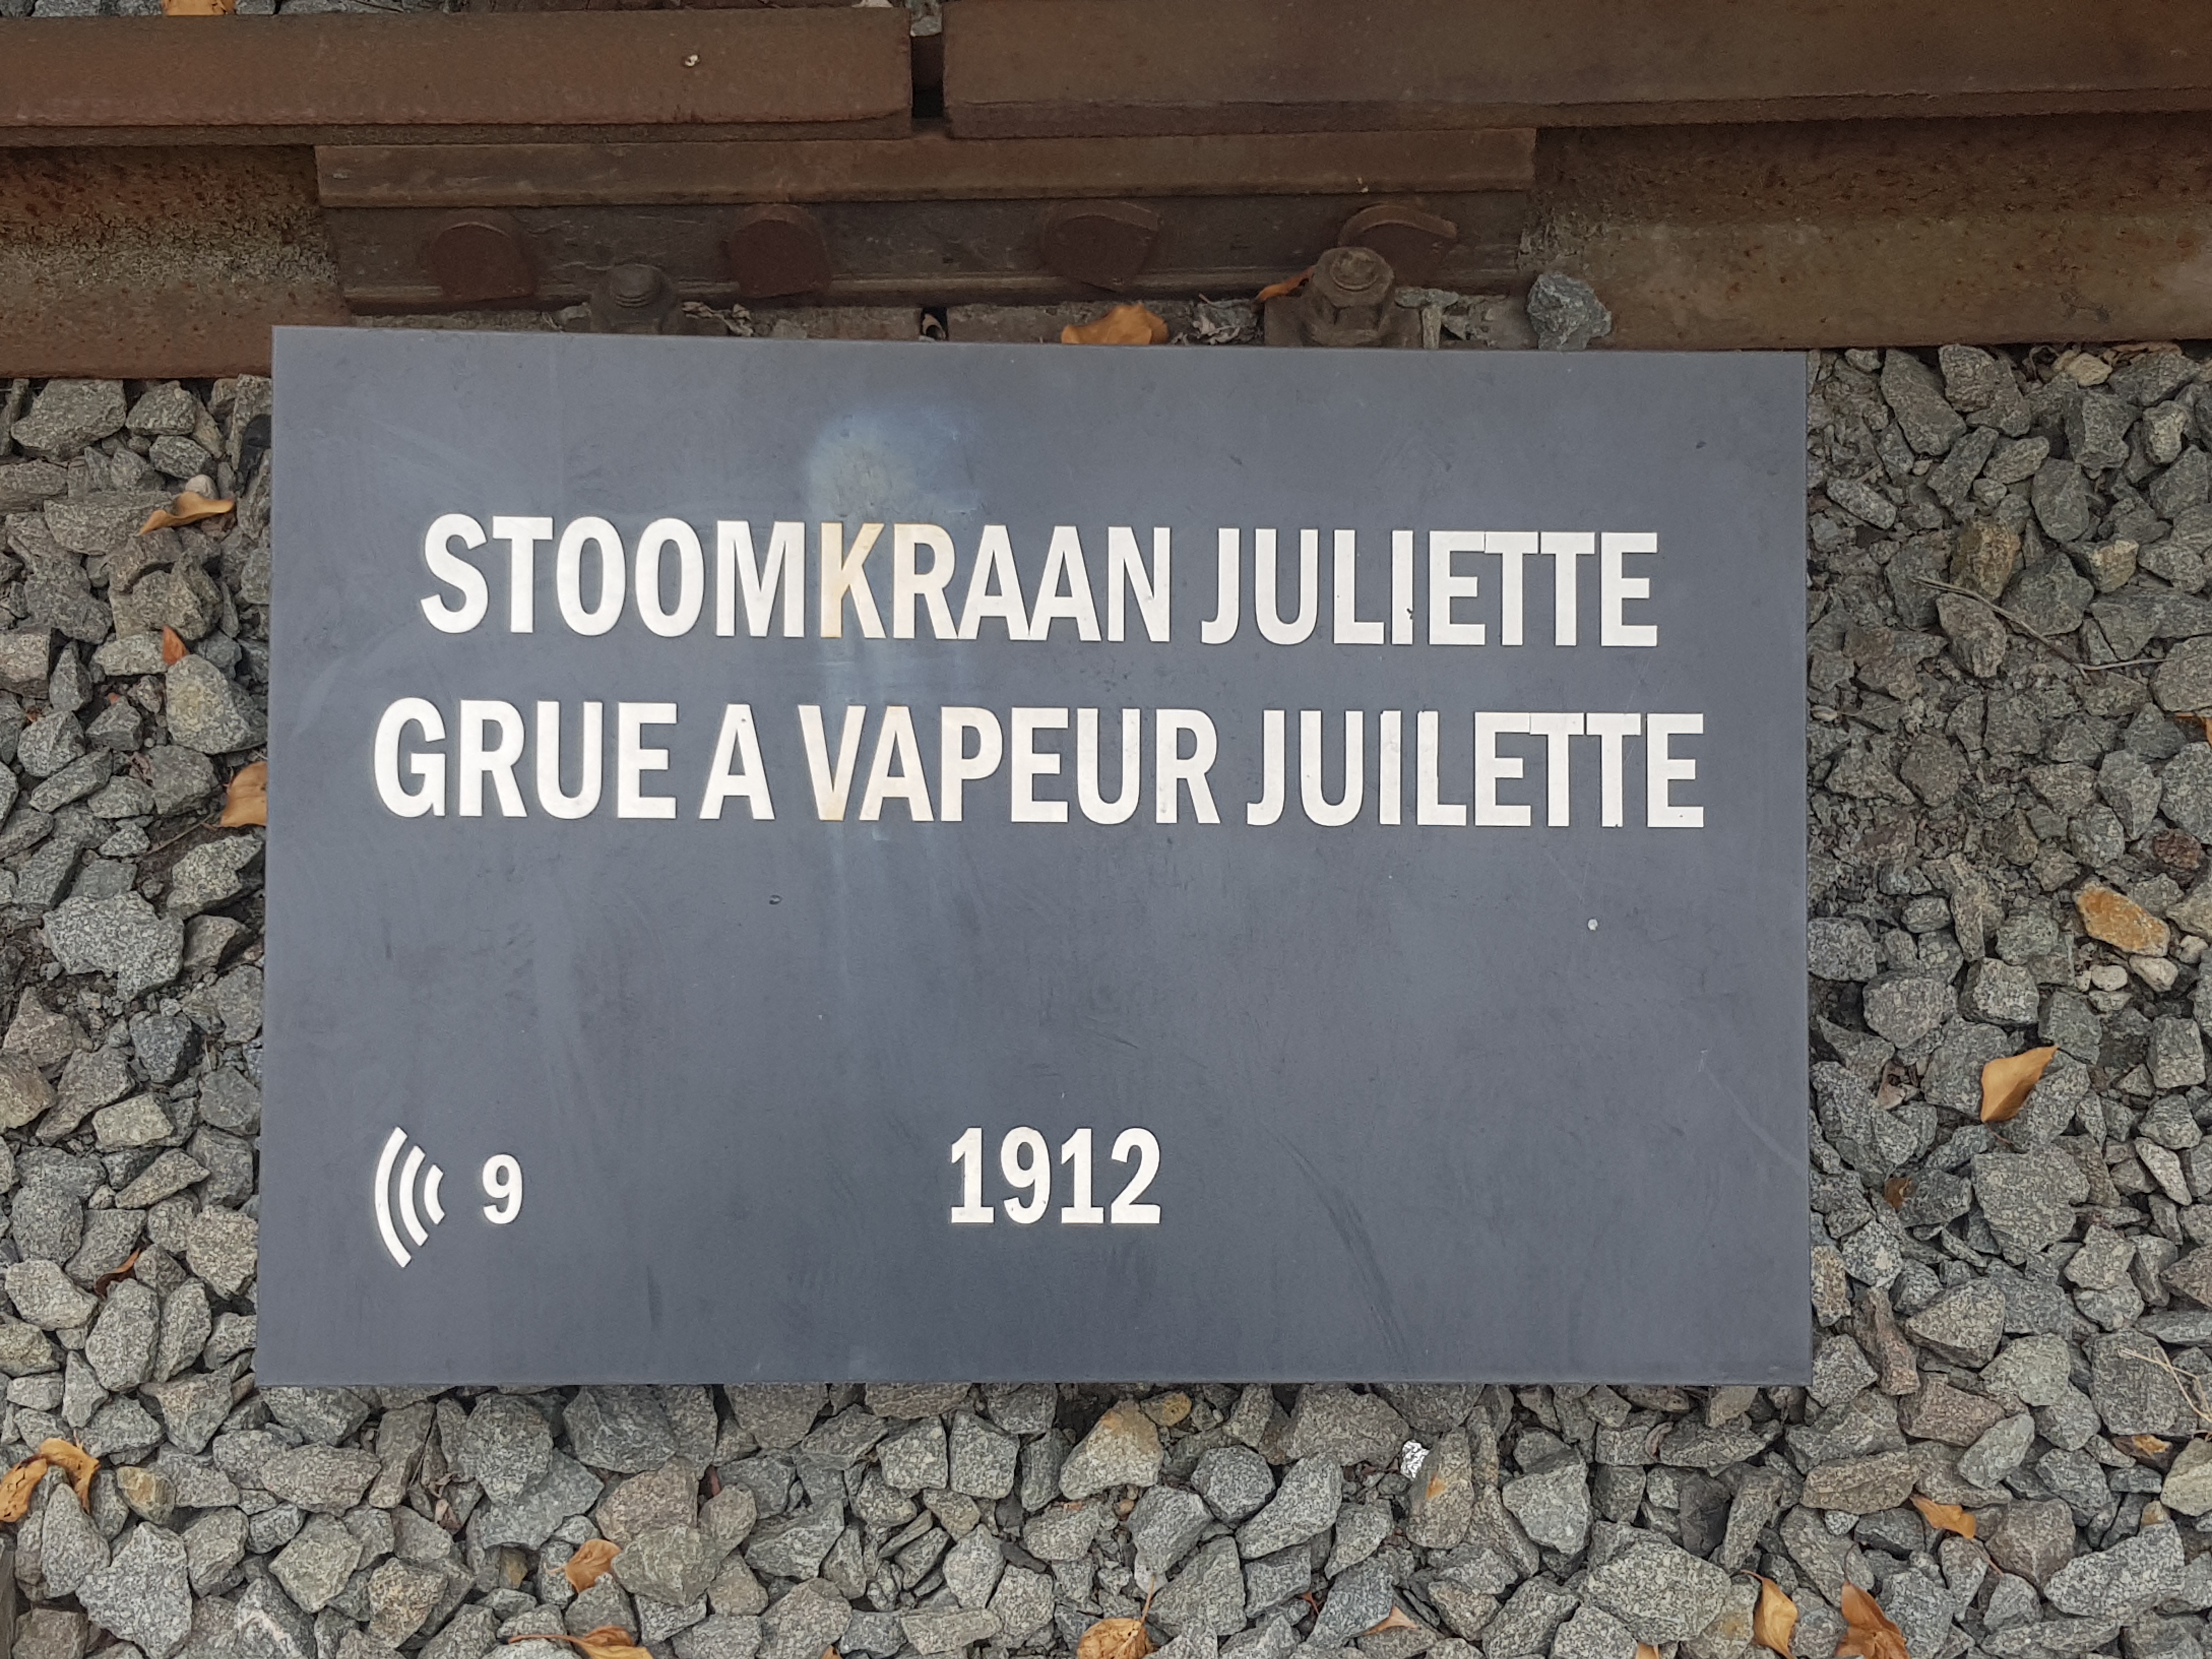 STOOMKRAAN JULIETTE
GRUE A VAPEUR JUILETTE
9
1912